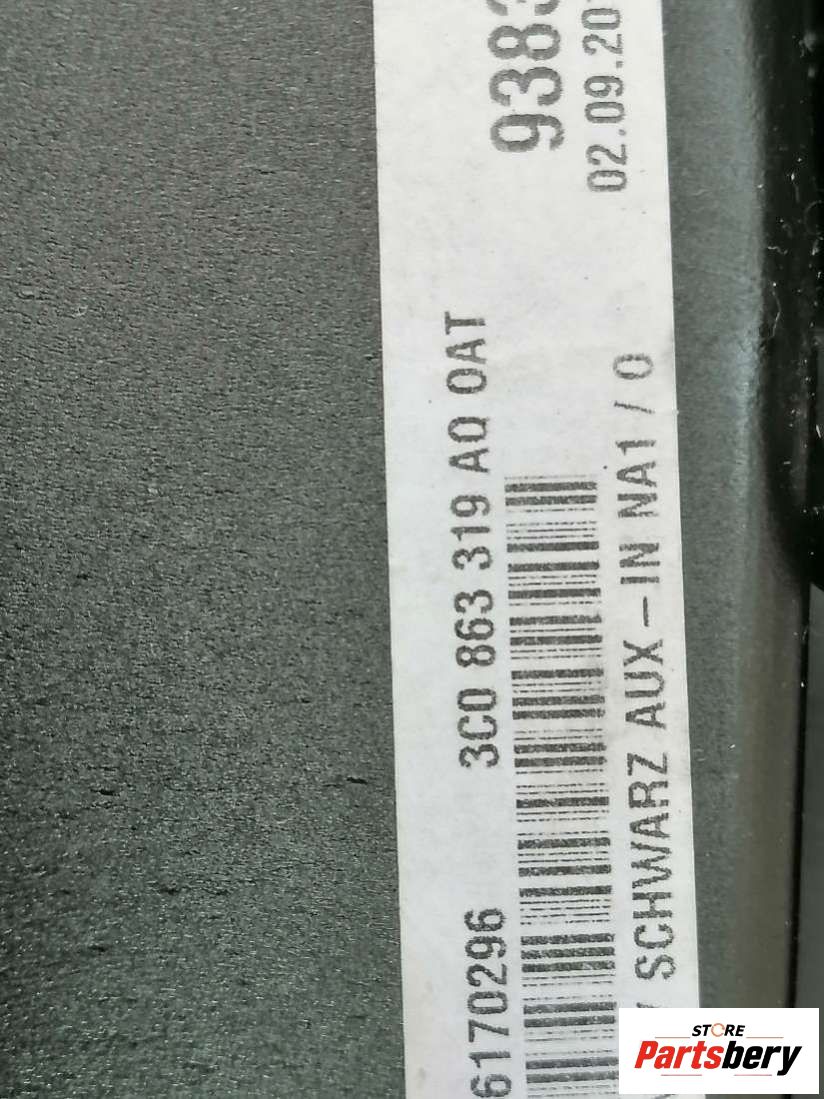 6170296 3C0 863 319 AQ 0AT
9383
SCHWARZ AUX-IN NA1 / 0 02.09.20
STORE
Partsbery